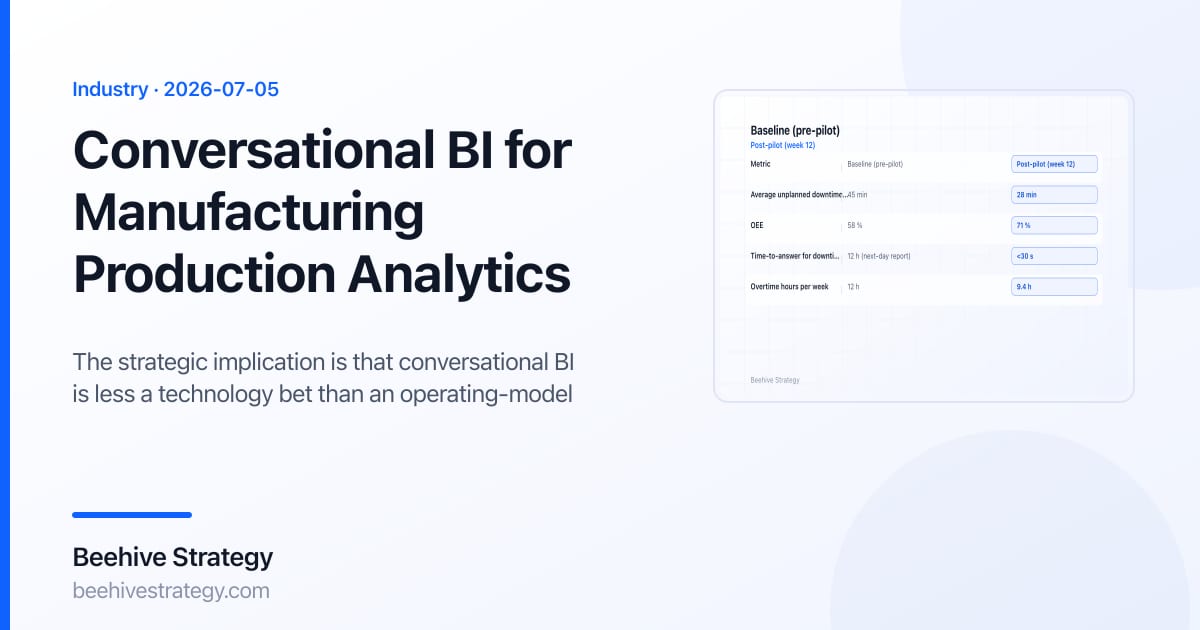 Industry · 2026-07-05
Conversational BI for
Manufacturing
Production Analytics
The strategic implication is that conversational BI
is less a technology bet than an operating-model
Beehive Strategy
beehivestrategy.com
Baseline (pre-pilot)
Post-pilot (week 12)
Metric Baseline (pre-pilot) Post-pilot (week 12)
Average unplanned downtime... 45 min 28 min
OEE 58 % 71 %
Time-to-answer for downti... 12 h (next-day report) <30 s
Overtime hours per week 12 h 9.4 h
Beehive Strategy